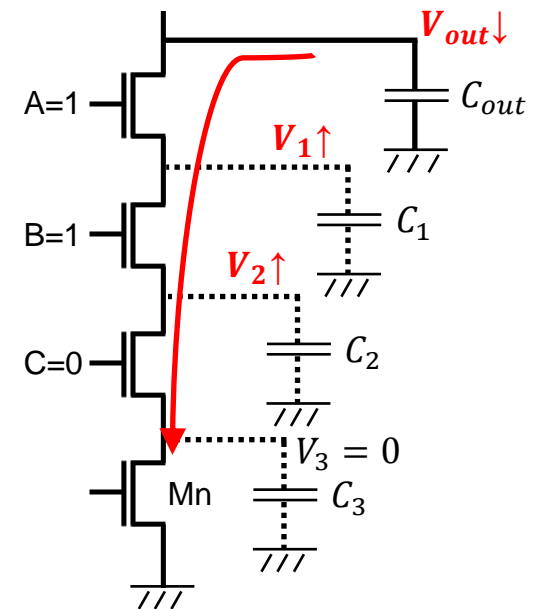 V_out↓
A=1
C_out
V_1↑
C_1
B=1
V_2↑
C=0
C_2
V_3 = 0
Mn
C_3